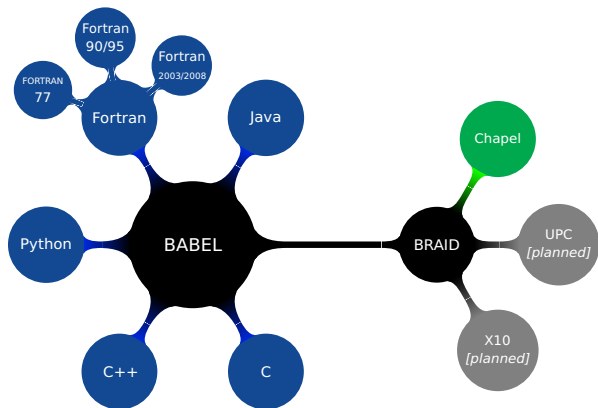 Fortran
90/95
Fortran
2003/2008
FORTRAN
77
Fortran
Java
Chapel
Python
BABEL
BRAID
UPC
[planned]
C++
C
X10
[planned]